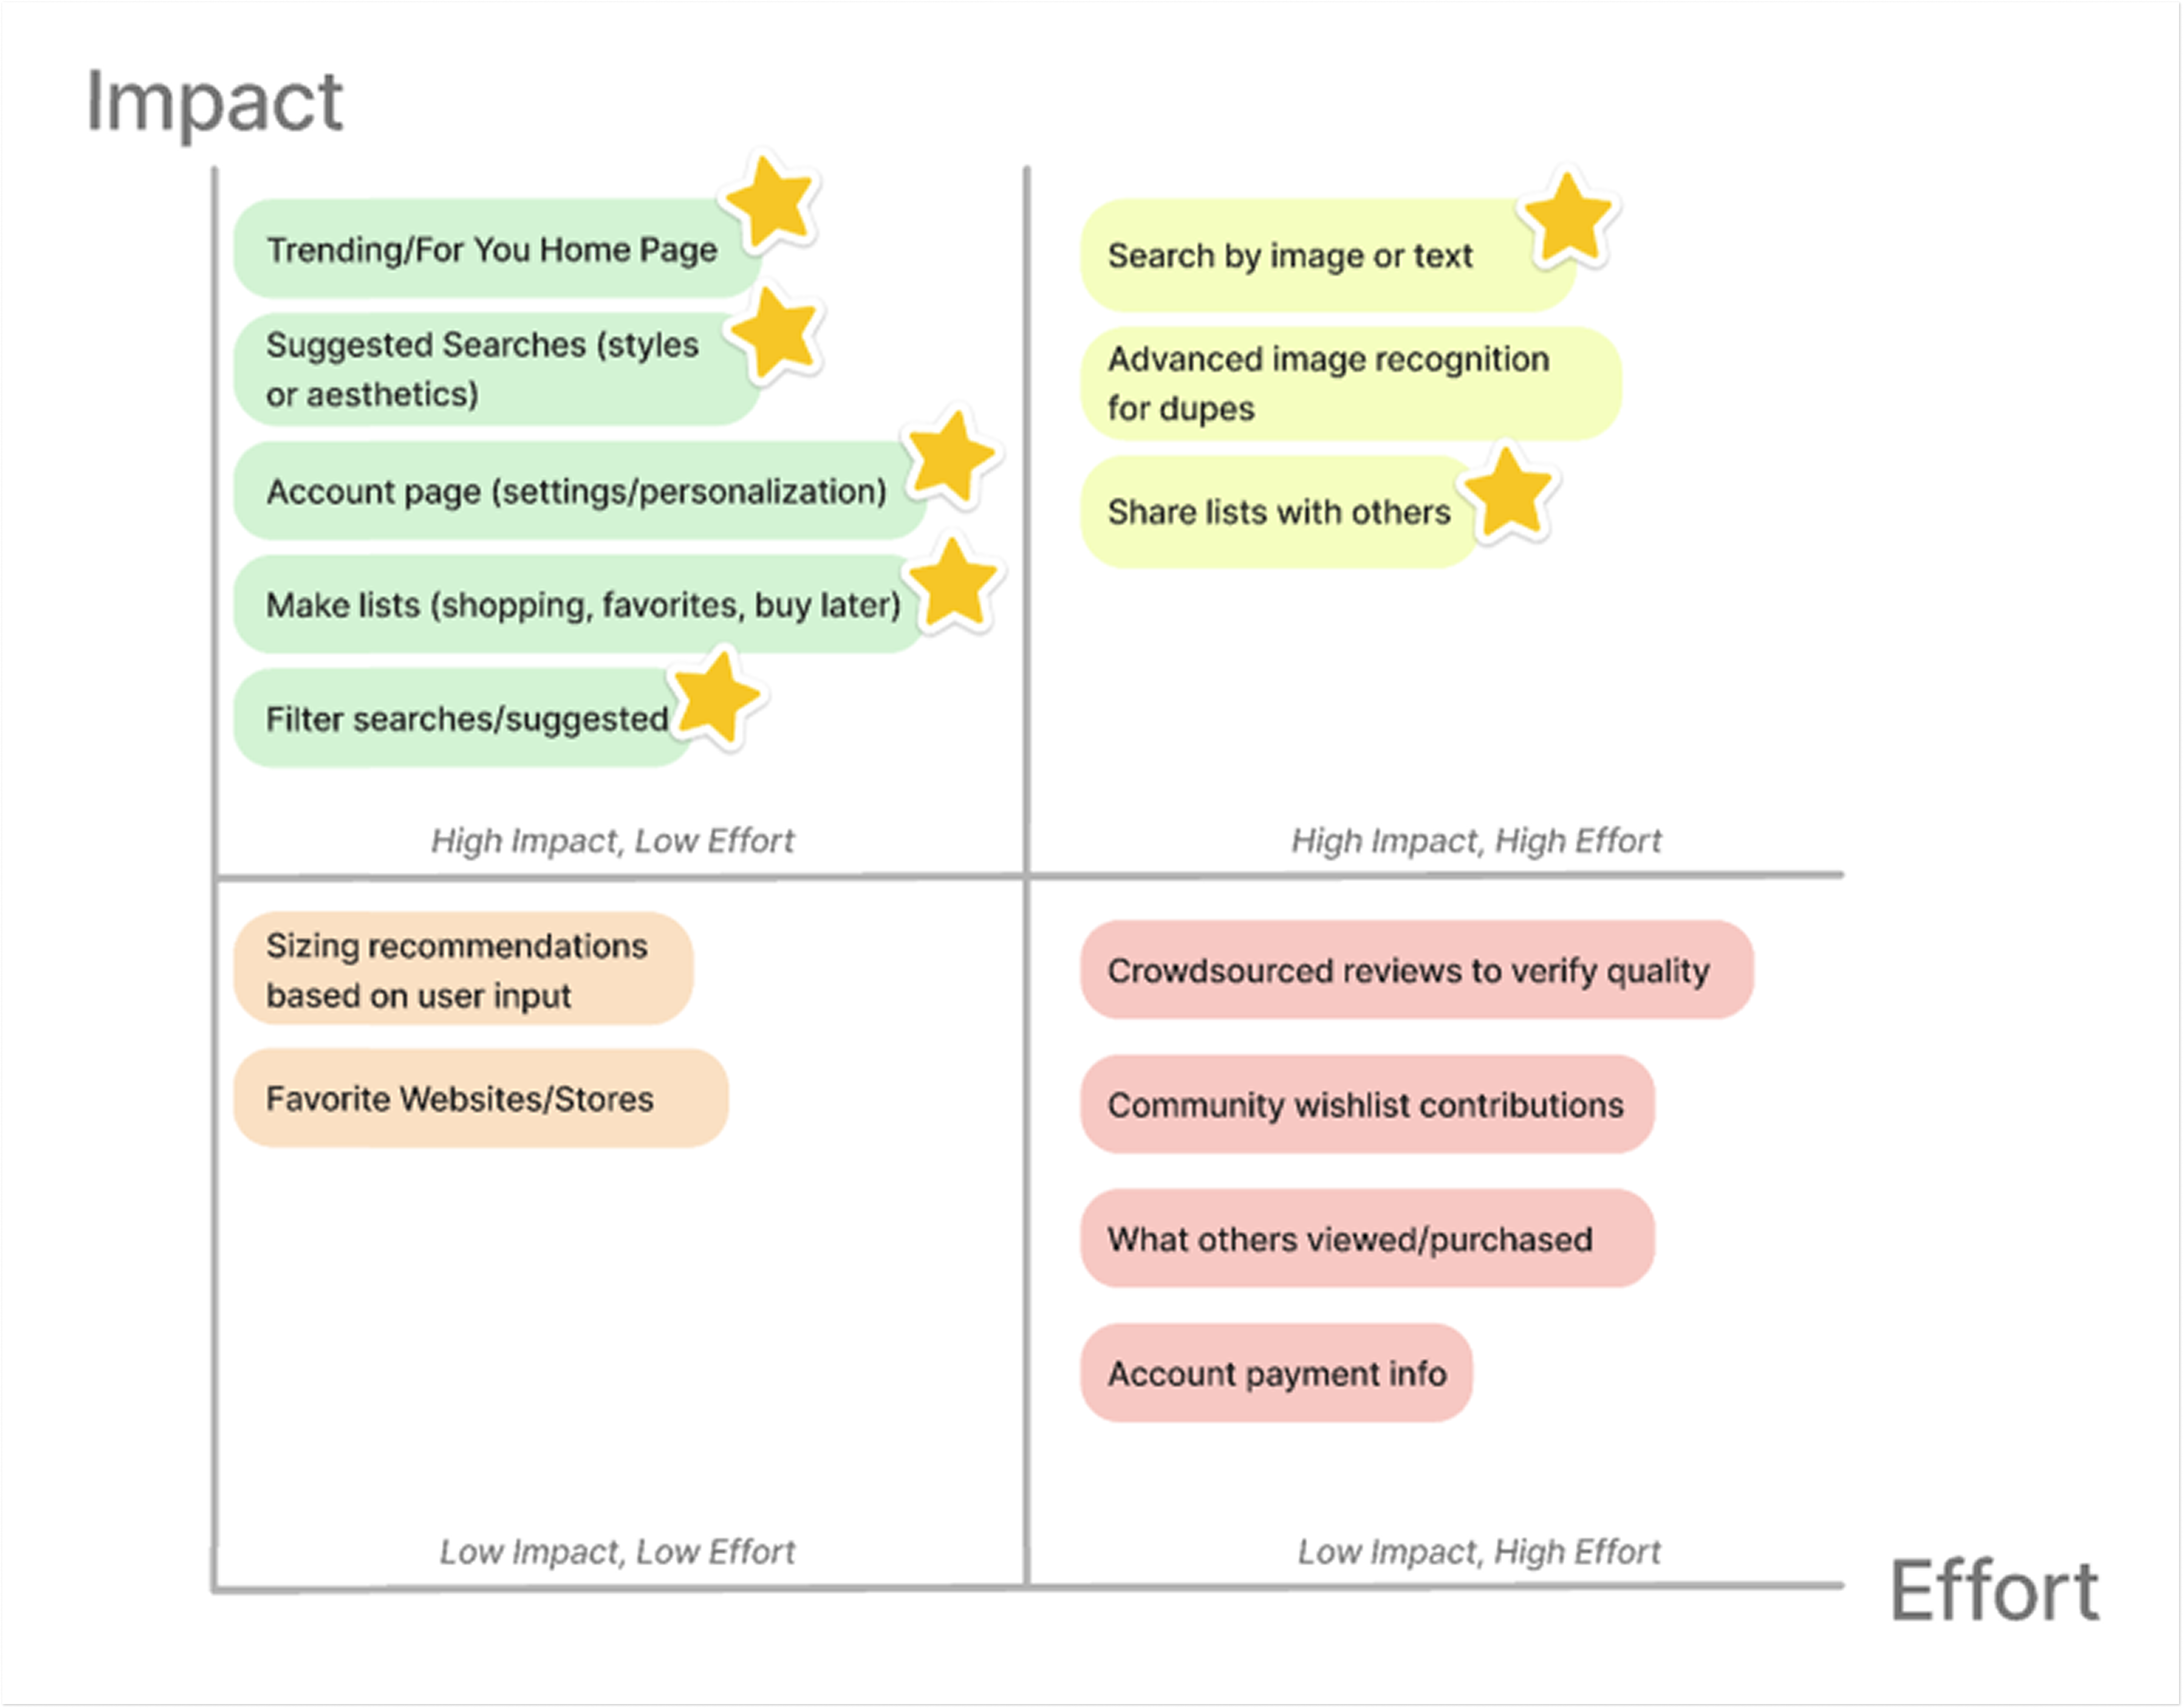 Impact
Trending/For You Home Page
Suggested Searches (styles
or aesthetics)
Account page (settings/personalization)
Make lists (shopping, favorites, buy later)
Filter searches/suggested
High Impact, Low Effort
Search by image or text
Advanced image recognition
for dupes
Share lists with others
High Impact, High Effort
Sizing recommendations
based on user input
Favorite Websites/Stores
Low Impact, Low Effort
Crowdsourced reviews to verify quality
Community wishlist contributions
What others viewed/purchased
Account payment info
Low Impact, High Effort
Effort